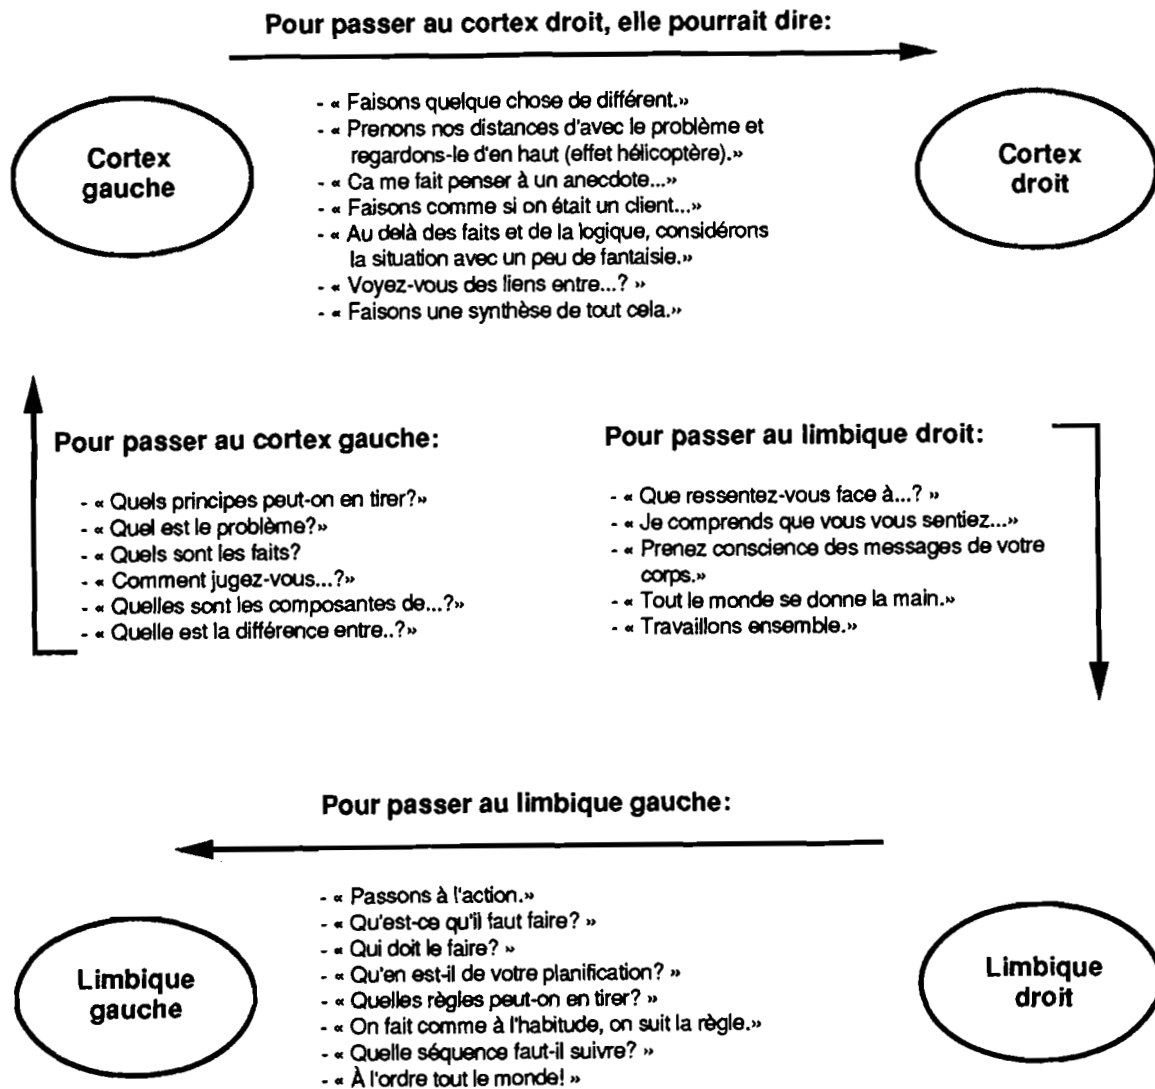 Pour passer au cortex droit, elle pourrait dire:
Cortex
gauche
- « Faisons quelque chose de différent.»
- « Prenons nos distances d'avec le problème et
regardons-le d'en haut (effet hélicoptère).»
- « Ca me fait penser à un anecdote...»
- « Faisons comme si on était un client...»
- « Au delà des faits et de la logique, considérons
la situation avec un peu de fantaisie.»
- « Voyez-vous des liens entre...? »
- « Faisons une synthèse de tout cela.»
Cortex
droit
Pour passer au cortex gauche:
- « Quels principes peut-on en tirer?»
- « Quel est le problème?»
- « Quels sont les faits?
- « Comment jugez-vous...?»
- « Quelles sont les composantes de...?»
- « Quelle est la différence entre..?»
Pour passer au limbique droit:
- « Que ressentez-vous face à...? »
- « Je comprends que vous vous sentiez...»
- « Prenez conscience des messages de votre
corps.»
- « Tout le monde se donne la main.»
- « Travaillons ensemble.»
Pour passer au limbique gauche:
Limbique
gauche
- « Passons à l'action.»
- « Qu'est-ce qu'il faut faire? »
- « Qui doit le faire? »
- « Qu'en est-il de votre planification? »
- « Quelles règles peut-on en tirer? »
- « On fait comme à l'habitude, on suit la règle.»
- « Quelle séquence faut-il suivre? »
- « À l'ordre tout le monde! »
Limbique
droit